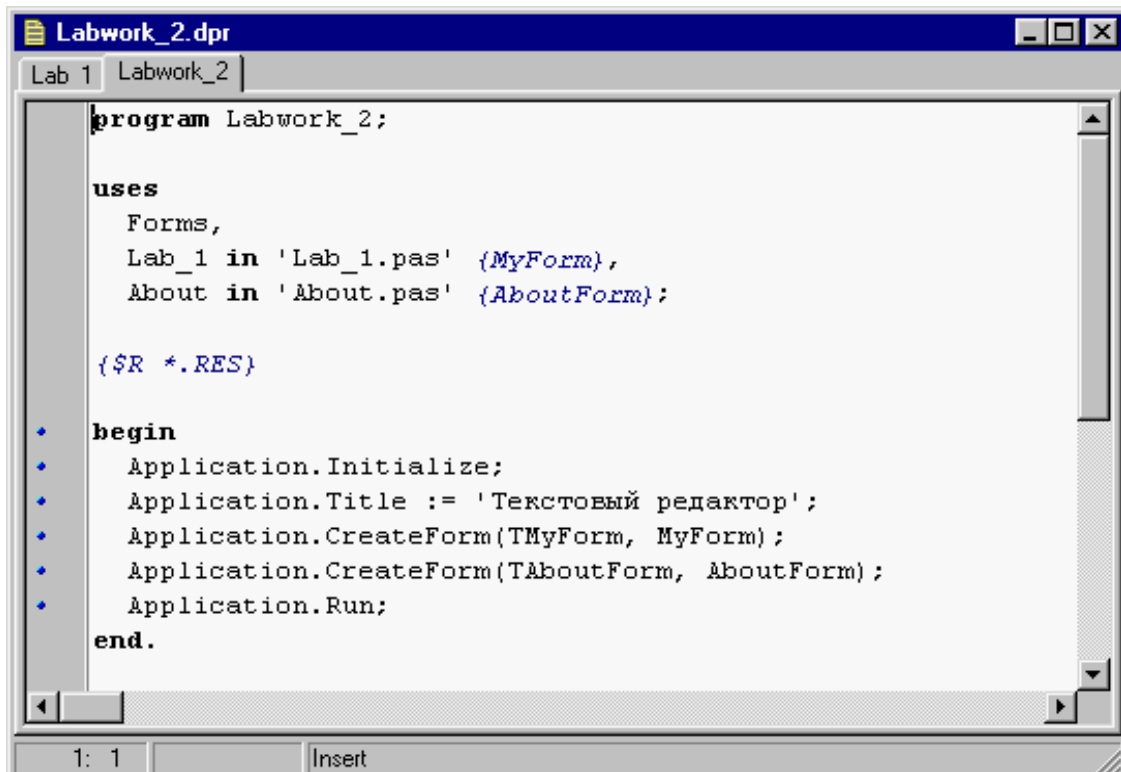 Labwork_2.dpr
Lab 1 Labwork_2
program Labwork_2;
uses
Forms,
Lab_1 in 'Lab_1.pas' {MyForm},
About in 'About.pas' {AboutForm};
{$R *.RES}
begin
Application.Initialize;
Application.Title := 'Текстовый редактор';
Application.CreateForm(TMyForm, MyForm);
Application.CreateForm(TAboutForm, AboutForm);
Application.Run;
end.
1: 1 Insert